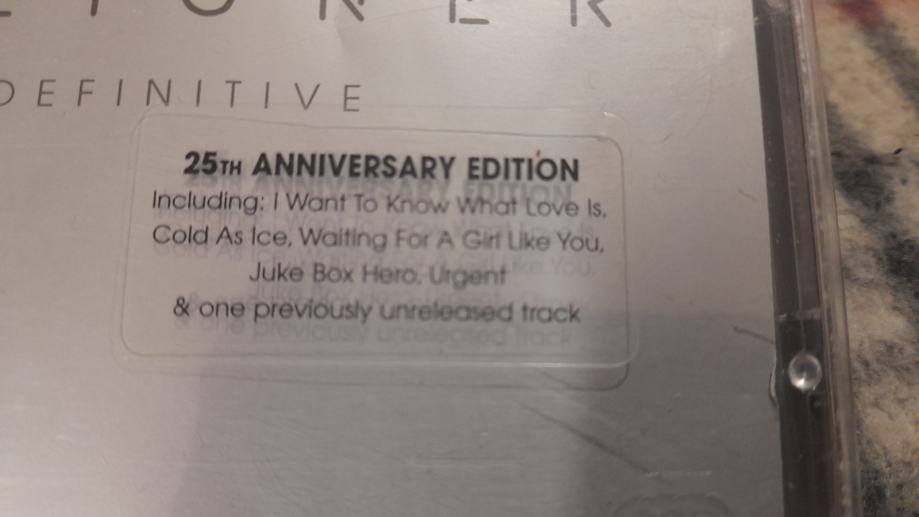 DEFINITIVE
25TH ANNIVERSARY EDITION
Including: I Want To Know What Love Is,
Cold As Ice, Waiting For A Girl Like You,
Juke Box Hero, Urgent
& one previously unreleased track